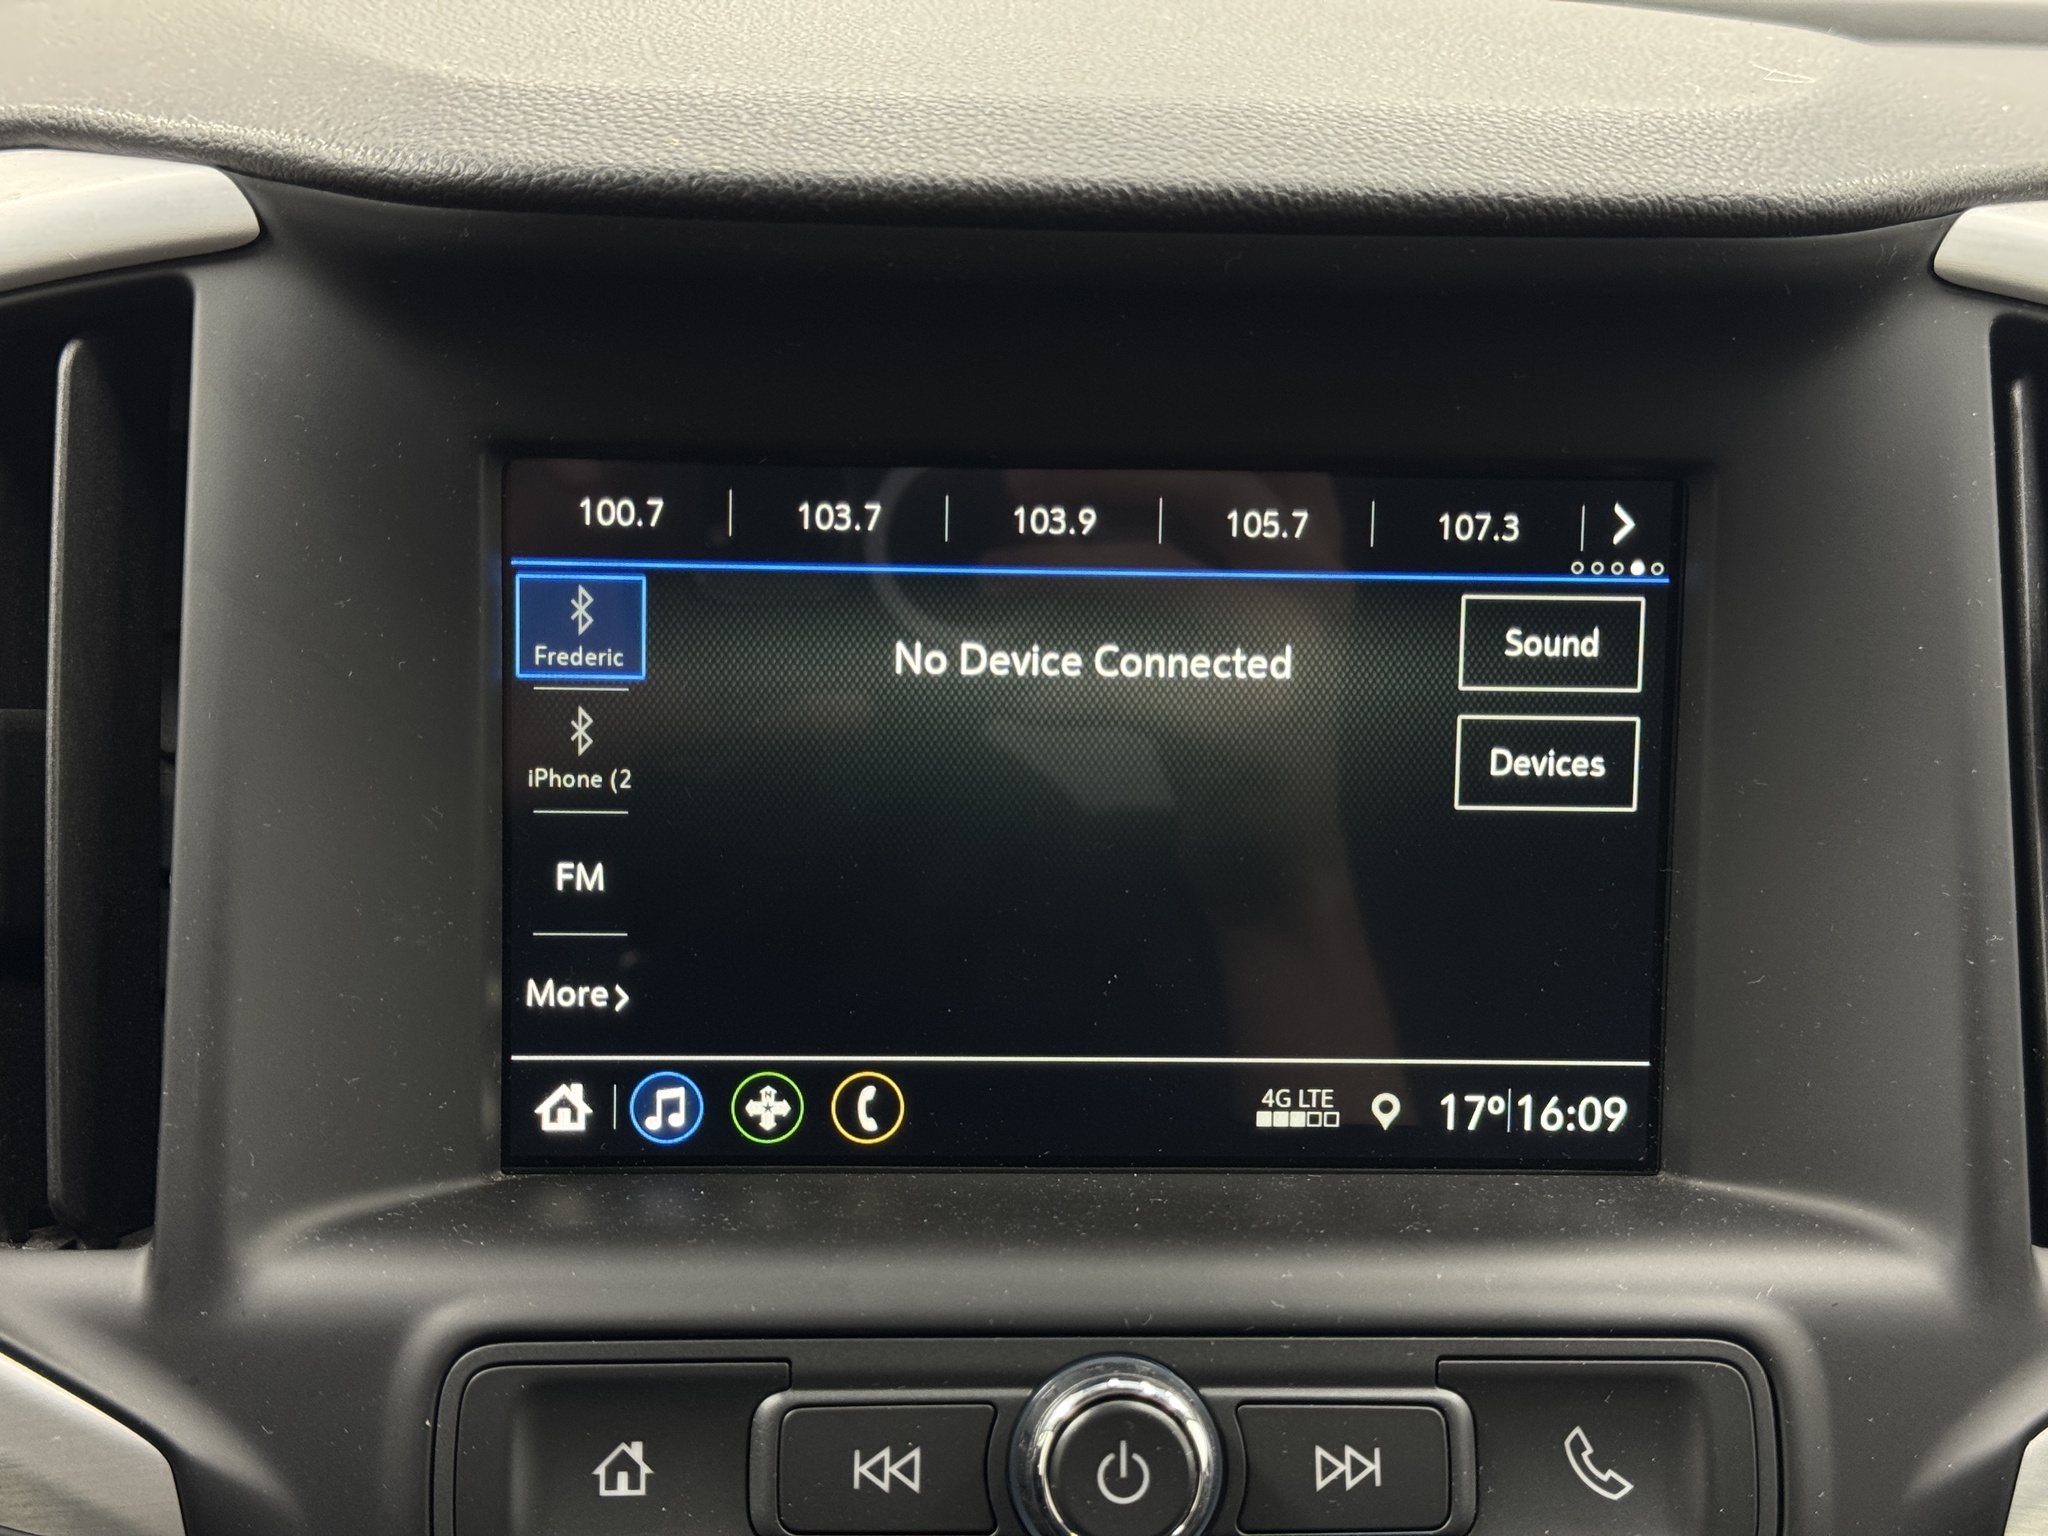 100.7 103.7 103.9 105.7 107.3
Frederic
No Device Connected
Sound
iPhone (2
Devices
FM
More
4G LTE
17° 16:09